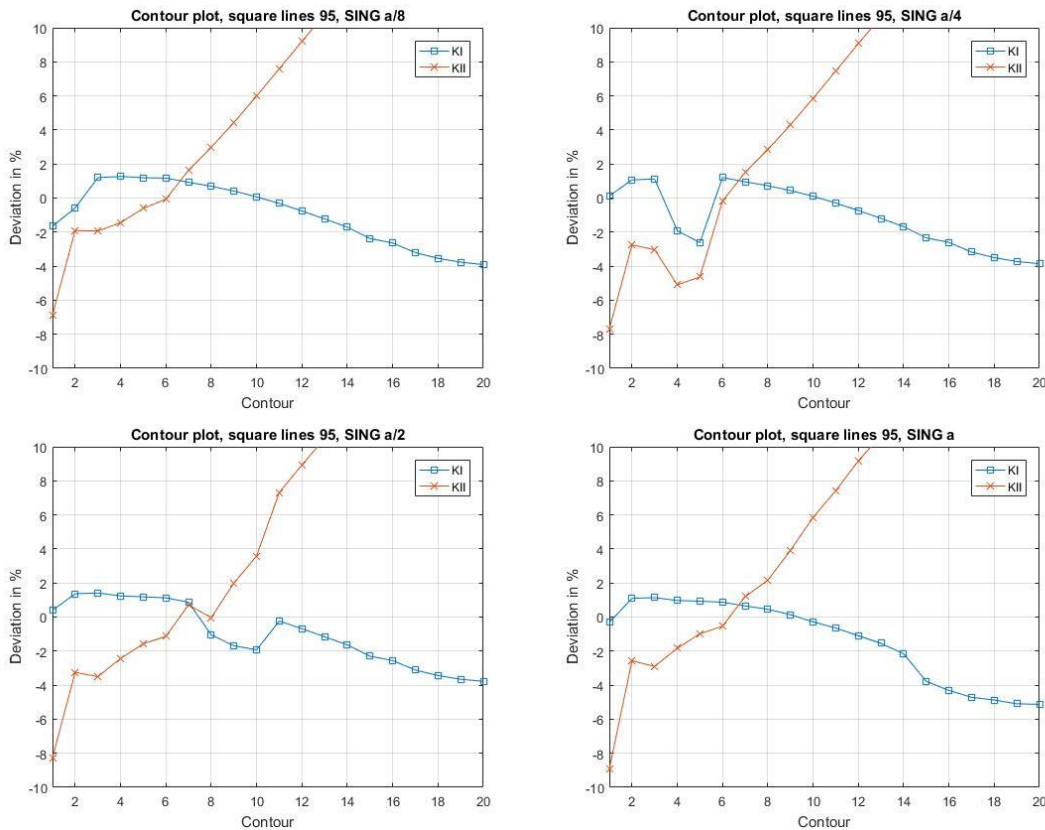 Contour plot, square lines 95, SING a/8
10
8
6
4
2
0
-2
-4
-6
-8
-10
2 4 6 8 10 12 14 16 18 20
Deviation in %
Contour
KI
KII
Contour plot, square lines 95, SING a/4
10
8
6
4
2
0
-2
-4
-6
-8
-10
2 4 6 8 10 12 14 16 18 20
Deviation in %
Contour
KI
KII
Contour plot, square lines 95, SING a/2
10
8
6
4
2
0
-2
-4
-6
-8
-10
2 4 6 8 10 12 14 16 18 20
Deviation in %
Contour
KI
KII
Contour plot, square lines 95, SING a
10
8
6
4
2
0
-2
-4
-6
-8
-10
2 4 6 8 10 12 14 16 18 20
Deviation in %
Contour
KI
KII